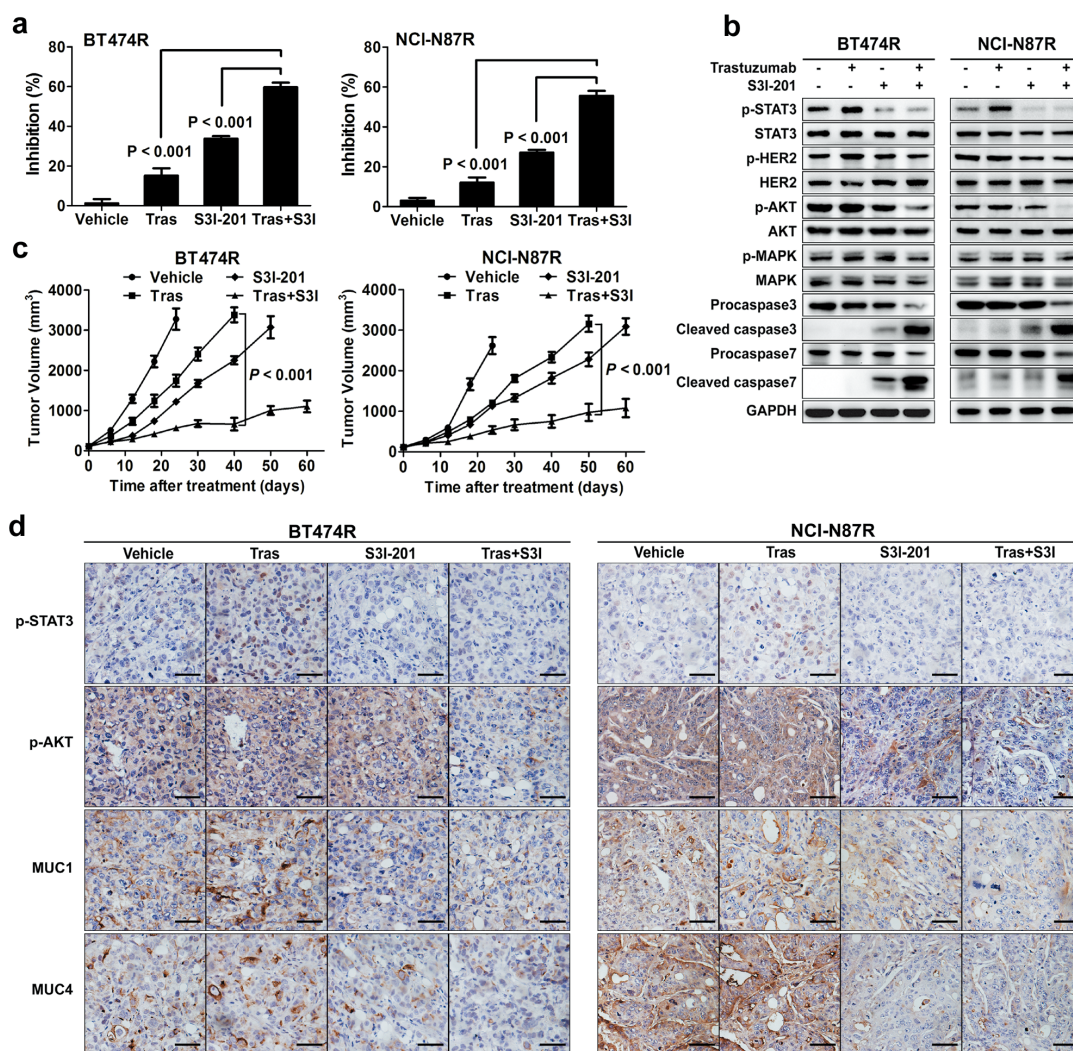 a
BT474R
80
60
40
20
0
Inhibition (%)
P < 0.001
P < 0.001
Vehicle Tras S3I-201 Tras+S3I
NCI-N87R
80
60
40
20
0
Inhibition (%)
P < 0.001
P < 0.001
Vehicle Tras S3I-201 Tras+S3I
b
BT474R NCI-N87R
Trastuzumab - + - + - + - +
S3I-201 - - + + - - + +
p-STAT3
STAT3
p-HER2
HER2
p-AKT
AKT
p-MAPK
MAPK
Procaspase3
Cleaved caspase3
Procaspase7
Cleaved caspase7
GAPDH
c
BT474R
Vehicle S3I-201
Tras Tras+S3I
4000
3000
2000
1000
0
Tumor Volume (mm³)
P < 0.001
0 10 20 30 40 50 60
Time after treatment (days)
NCI-N87R
Vehicle S3I-201
Tras Tras+S3I
4000
3000
2000
1000
0
Tumor Volume (mm³)
P < 0.001
0 10 20 30 40 50 60
Time after treatment (days)
d
BT474R NCI-N87R
Vehicle Tras S3I-201 Tras+S3I Vehicle Tras S3I-201 Tras+S3I
p-STAT3
p-AKT
MUC1
MUC4